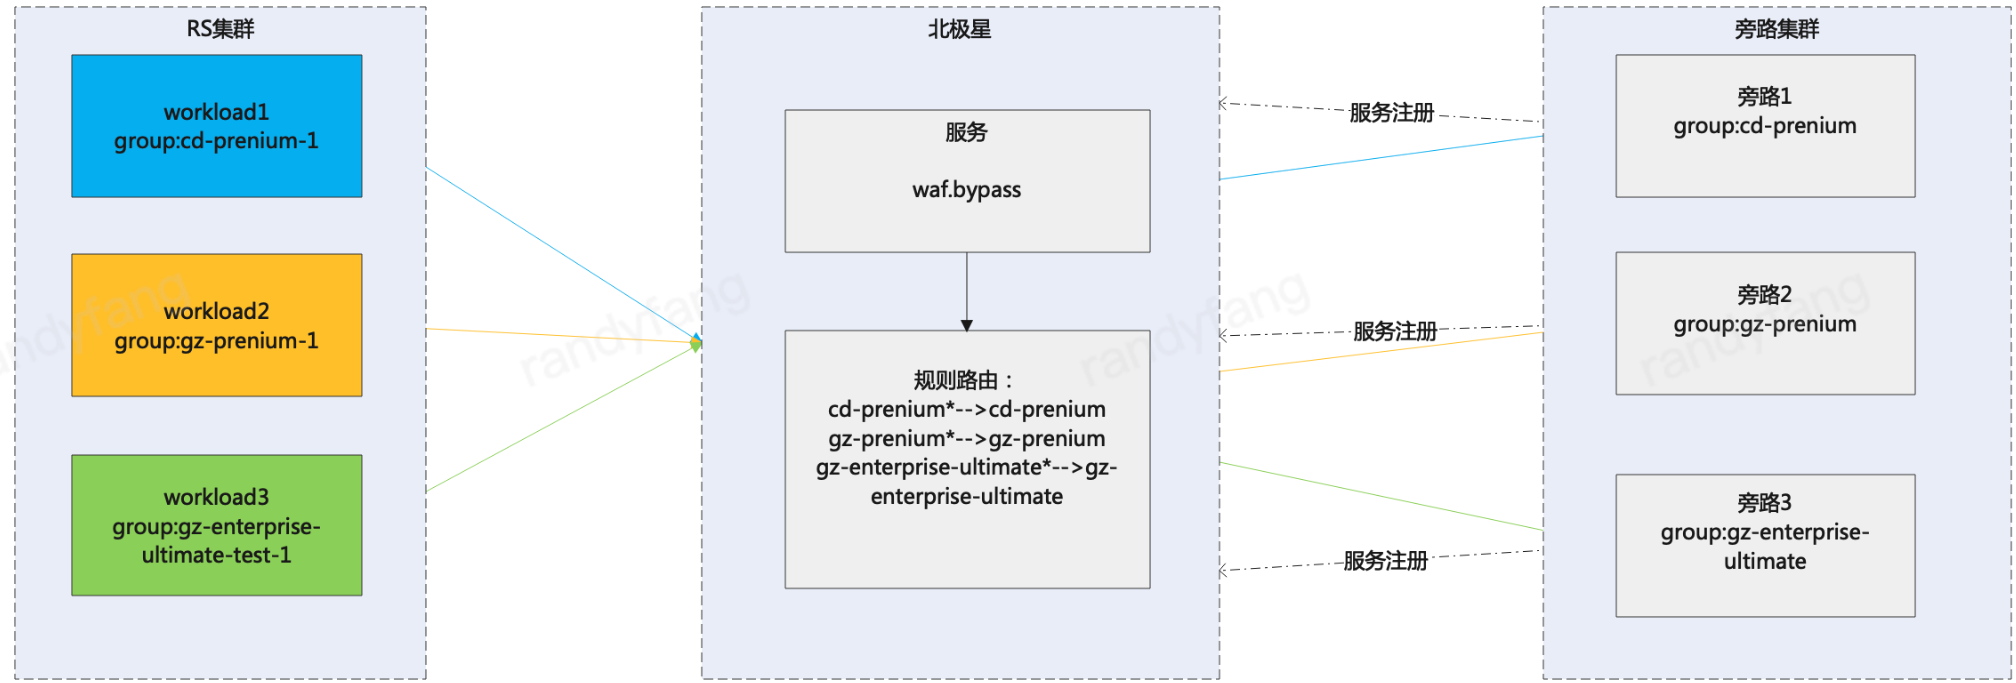 RS集群
workload1
group:cd-prenium-1
workload2
group:gz-prenium-1
workload3
group:gz-enterprise-
ultimate-test-1
北极星
服务
waf.bypass
规则路由：
cd-prenium*-->cd-prenium
gz-prenium*-->gz-prenium
gz-enterprise-ultimate*-->gz-
enterprise-ultimate
服务注册
服务注册
服务注册
旁路集群
旁路1
group:cd-prenium
旁路2
group:gz-prenium
旁路3
group:gz-enterprise-
ultimate
randyfang
randyfang
randyfang
randyfang